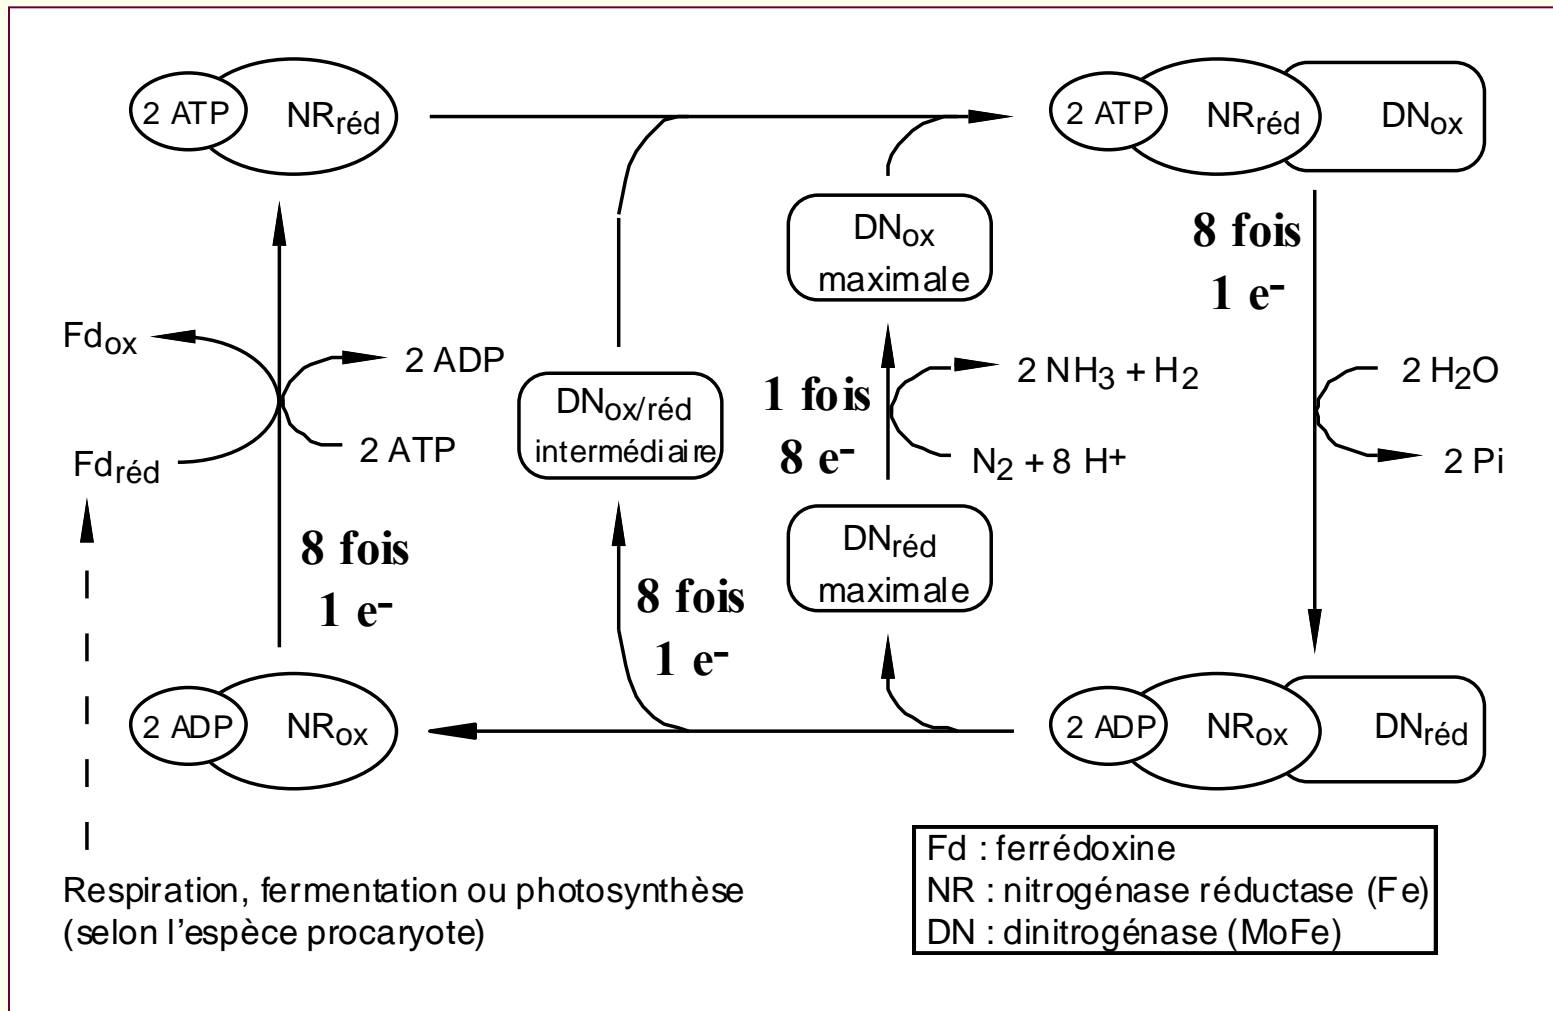 2 ATP NRréd
2 ATP NRréd DNox
DNox
maximale
8 fois
1 e-
Fdox
2 ADP
2 ATP
Fdréd
DNox/réd
intermédiaire
1 fois
8 e-
2 NH3 + H2
N2 + 8 H+
2 H2O
2 Pi
8 fois
1 e-
8 fois
1 e-
DNréd
maximale
2 ADP NRox
2 ADP NRox DNréd
Respiration, fermentation ou photosynthèse
(selon l'espèce procaryote)
Fd : ferrédoxine
NR : nitrogénase réductase (Fe)
DN : dinitrogénase (MoFe)